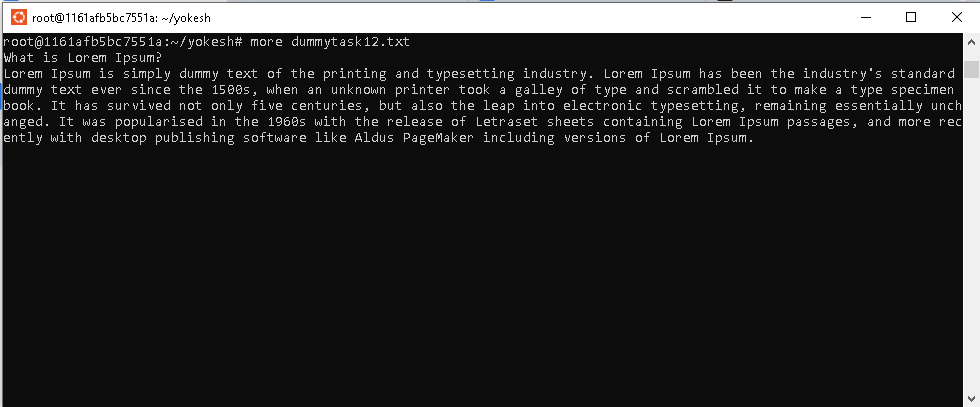 root@1161afb5bc7551a: ~/yokesh
root@1161afb5bc7551a:~/yokesh# more dummytask12.txt
What is Lorem Ipsum?
Lorem Ipsum is simply dummy text of the printing and typesetting industry. Lorem Ipsum has been the industry's standard
dummy text ever since the 1500s, when an unknown printer took a galley of type and scrambled it to make a type specimen
book. It has survived not only five centuries, but also the leap into electronic typesetting, remaining essentially unch
anged. It was popularised in the 1960s with the release of Letraset sheets containing Lorem Ipsum passages, and more rec
ently with desktop publishing software like Aldus PageMaker including versions of Lorem Ipsum.